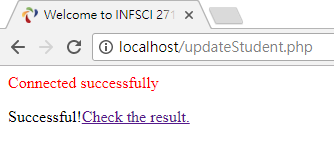 Welcome to INFSCI 271
localhost/updateStudent.php
Connected successfully
Successful!Check the result.